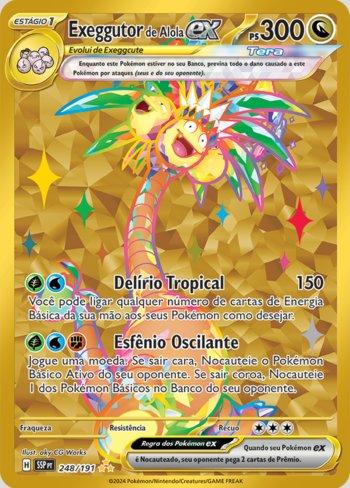 ESTÁGIO 1
Exeggutor de Alola ex PS300
Evolui de Exeggcute
Tera
Enquanto este Pokémon estiver no seu Banco, previna todo o dano causado a este
Pokémon por ataques (seus e do seu oponente).
Delírio Tropical 150
Você pode ligar qualquer número de cartas de Energia
Básica da sua mão aos seus Pokémon como desejar.
Esfênio Oscilante
Jogue uma moeda. Se sair cara, Nocauteie o Pokémon
Básico Ativo do seu oponente. Se sair coroa, Nocauteie
1 dos Pokémon Básicos no Banco do seu oponente.
Fraqueza Resistência Recuo
Regra dos Pokémon ex
Quando seu Pokémon ex
é Nocauteado, seu oponente pega 2 cartas de Prêmio.
Ilust. aky CG Works
H SSP PT 248/191
©2024 Pokémon/Nintendo/Creatures/GAME FREAK